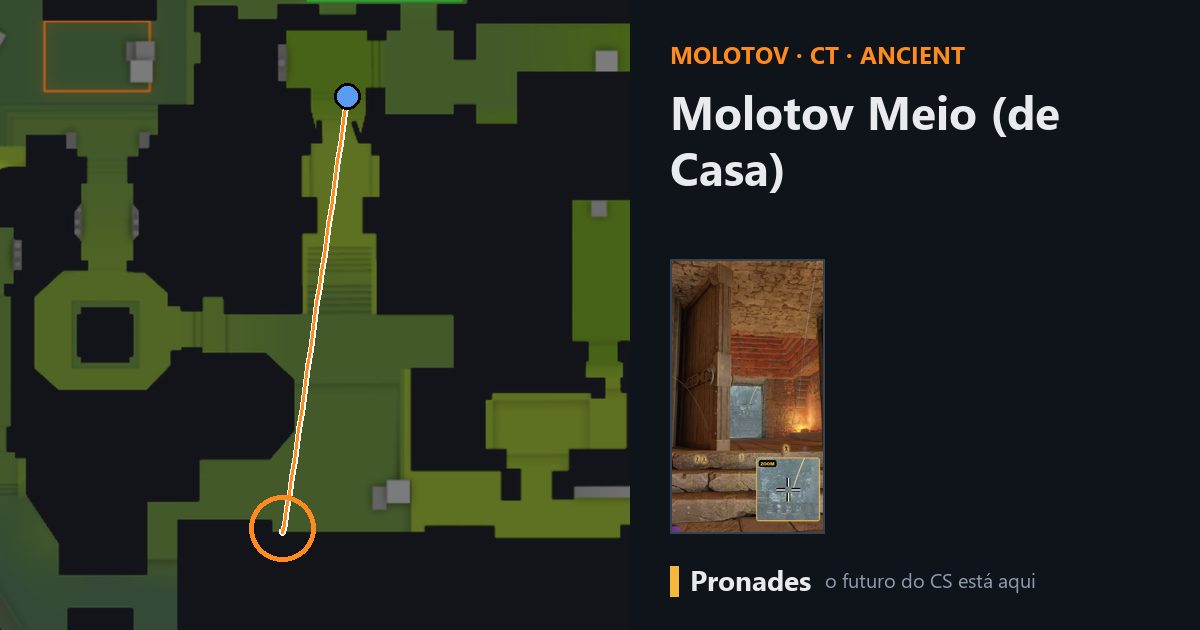 MOLOTOV · CT · ANCIENT
Molotov Meio (de
Casa)
ZOOM
Pronades o futuro do CS está aqui